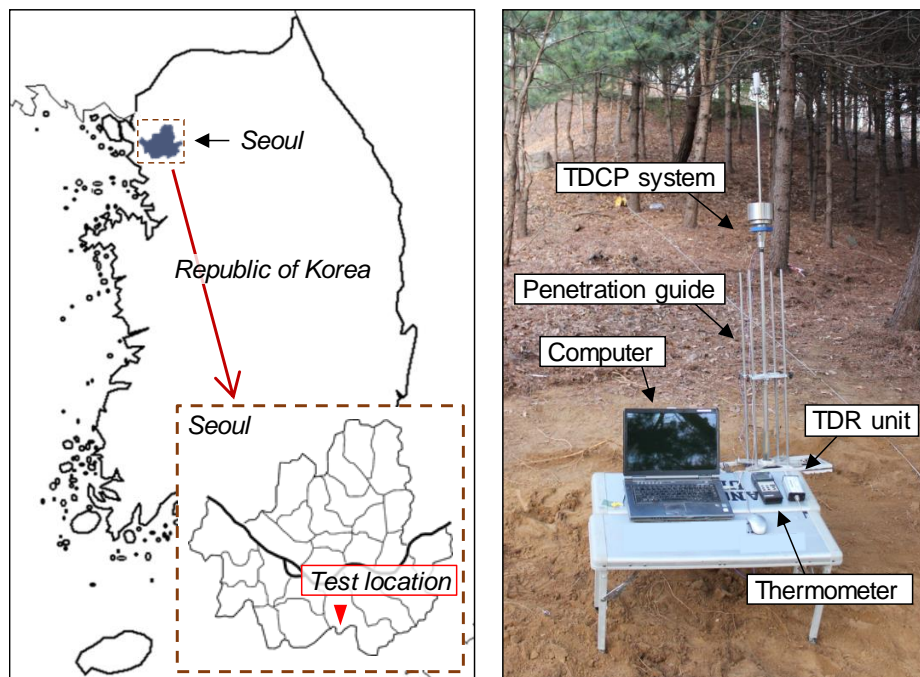 Seoul
Republic of Korea
Seoul
Test location
TDCP system
Penetration guide
Computer
TDR unit
Thermometer